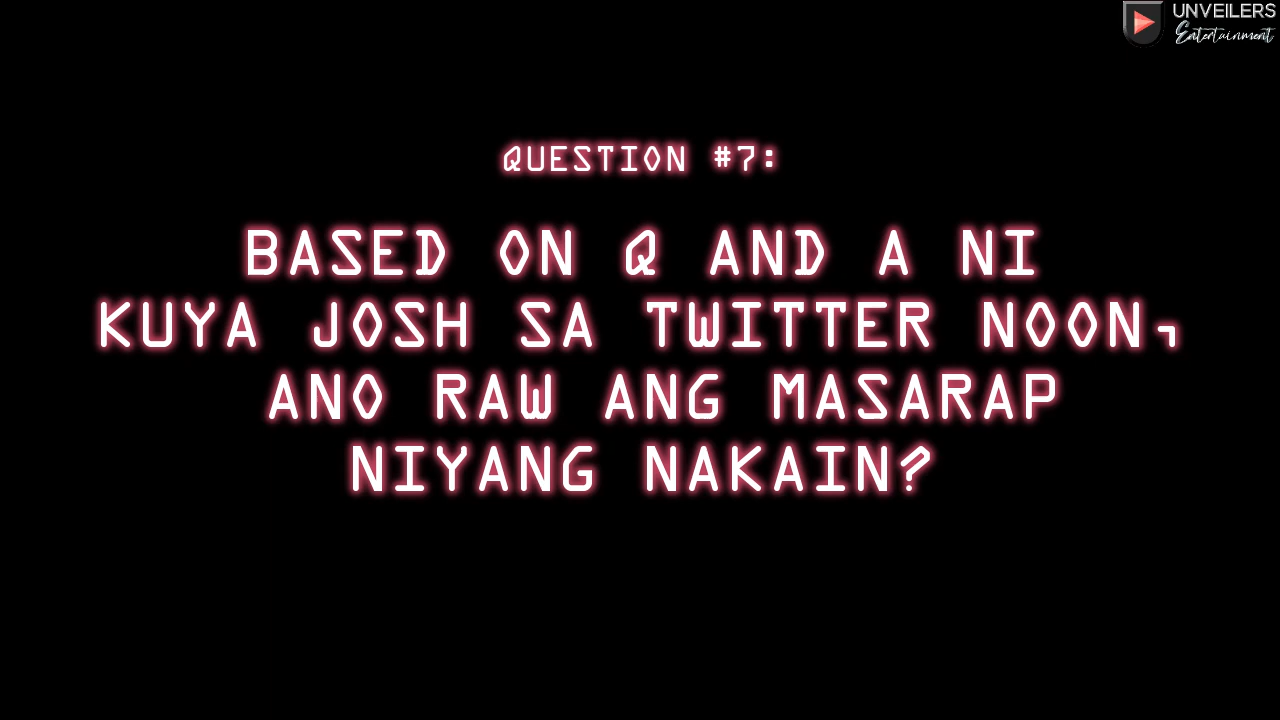 UNVEILERS
Entertainment
QUESTION #7:
BASED ON Q AND A NI
KUYA JOSH SA TWITTER NOON,
ANO RAW ANG MASARAP
NIYANG NAKAIN?